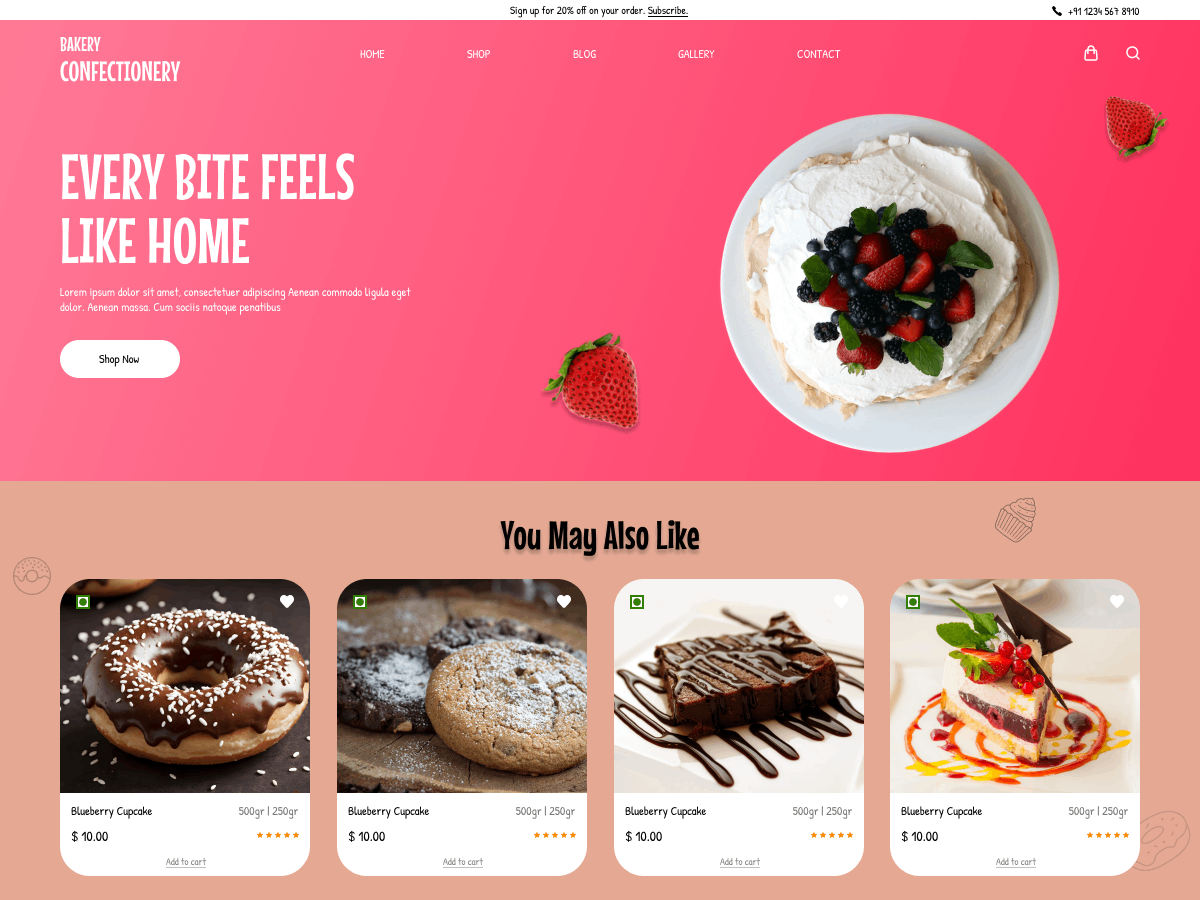 Sign up for 20% off on your order. Subscribe.
+91 1234 567 8910
BAKERY
CONFECTIONERY
HOME
SHOP
BLOG
GALLERY
CONTACT
EVERY BITE FEELS
LIKE HOME
Lorem ipsum dolor sit amet, consectetuer adipiscing Aenean commodo ligula eget
dolor. Aenean massa. Cum sociis natoque penatibus
Shop Now
You May Also Like
Blueberry Cupcake
500gr | 250gr
$ 10.00
Add to cart
Blueberry Cupcake
500gr | 250gr
$ 10.00
Add to cart
Blueberry Cupcake
500gr | 250gr
$ 10.00
Add to cart
Blueberry Cupcake
500gr | 250gr
$ 10.00
Add to cart